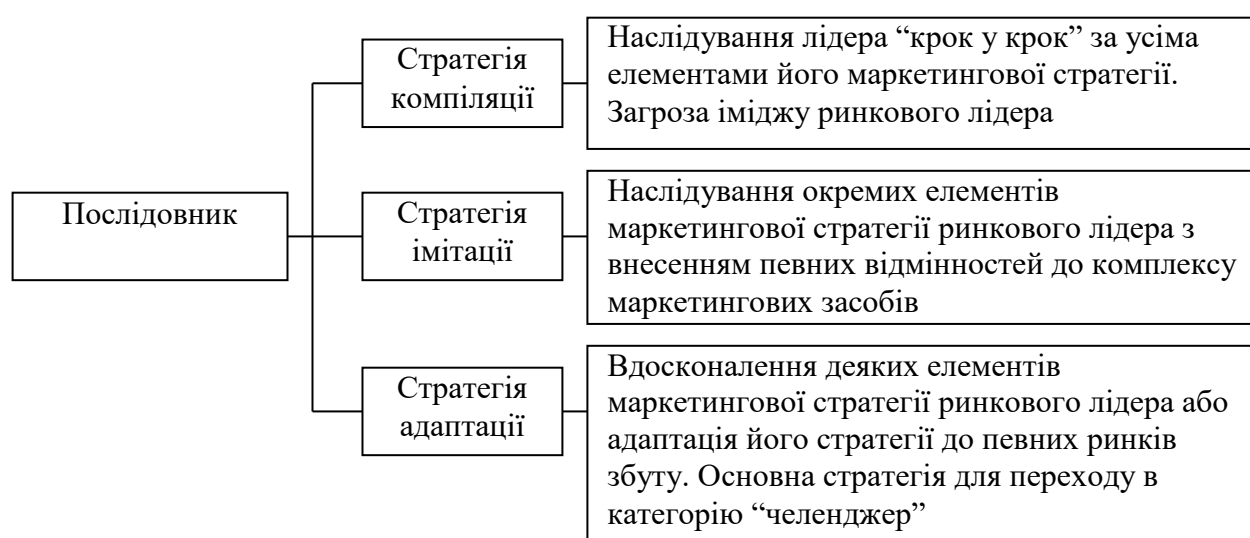 Послідовник
Стратегія
компіляції
Наслідування лідера “крок у крок” за усіма
елементами його маркетингової стратегії.
Загроза іміджу ринкового лідера
Стратегія
імітації
Наслідування окремих елементів
маркетингової стратегії ринкового лідера з
внесенням певних відмінностей до комплексу
маркетингових засобів
Стратегія
адаптації
Вдосконалення деяких елементів
маркетингової стратегії ринкового лідера або
адаптація його стратегії до певних ринків
збуту. Основна стратегія для переходу в
категорію “челенджер”